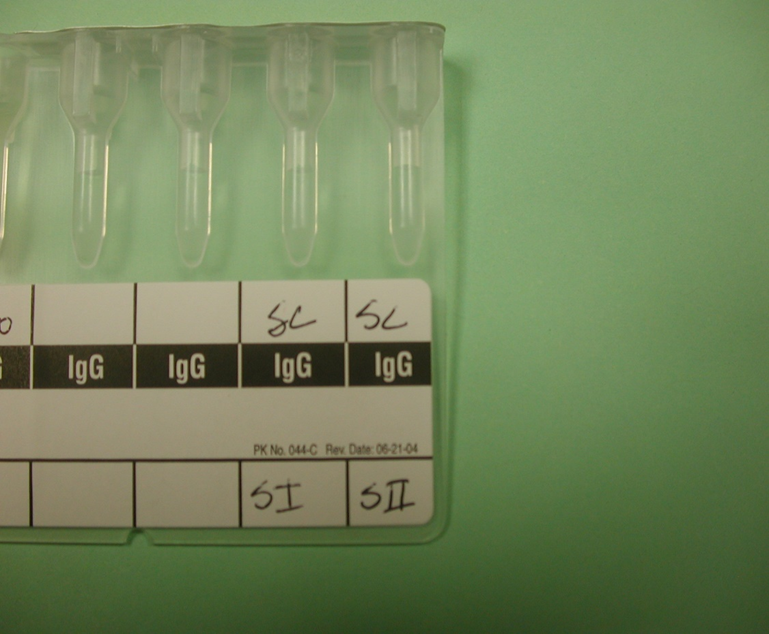 SC SC
IgG IgG IgG IgG
PK No. 044-C Rev. Date: 06-21-04
SI SII